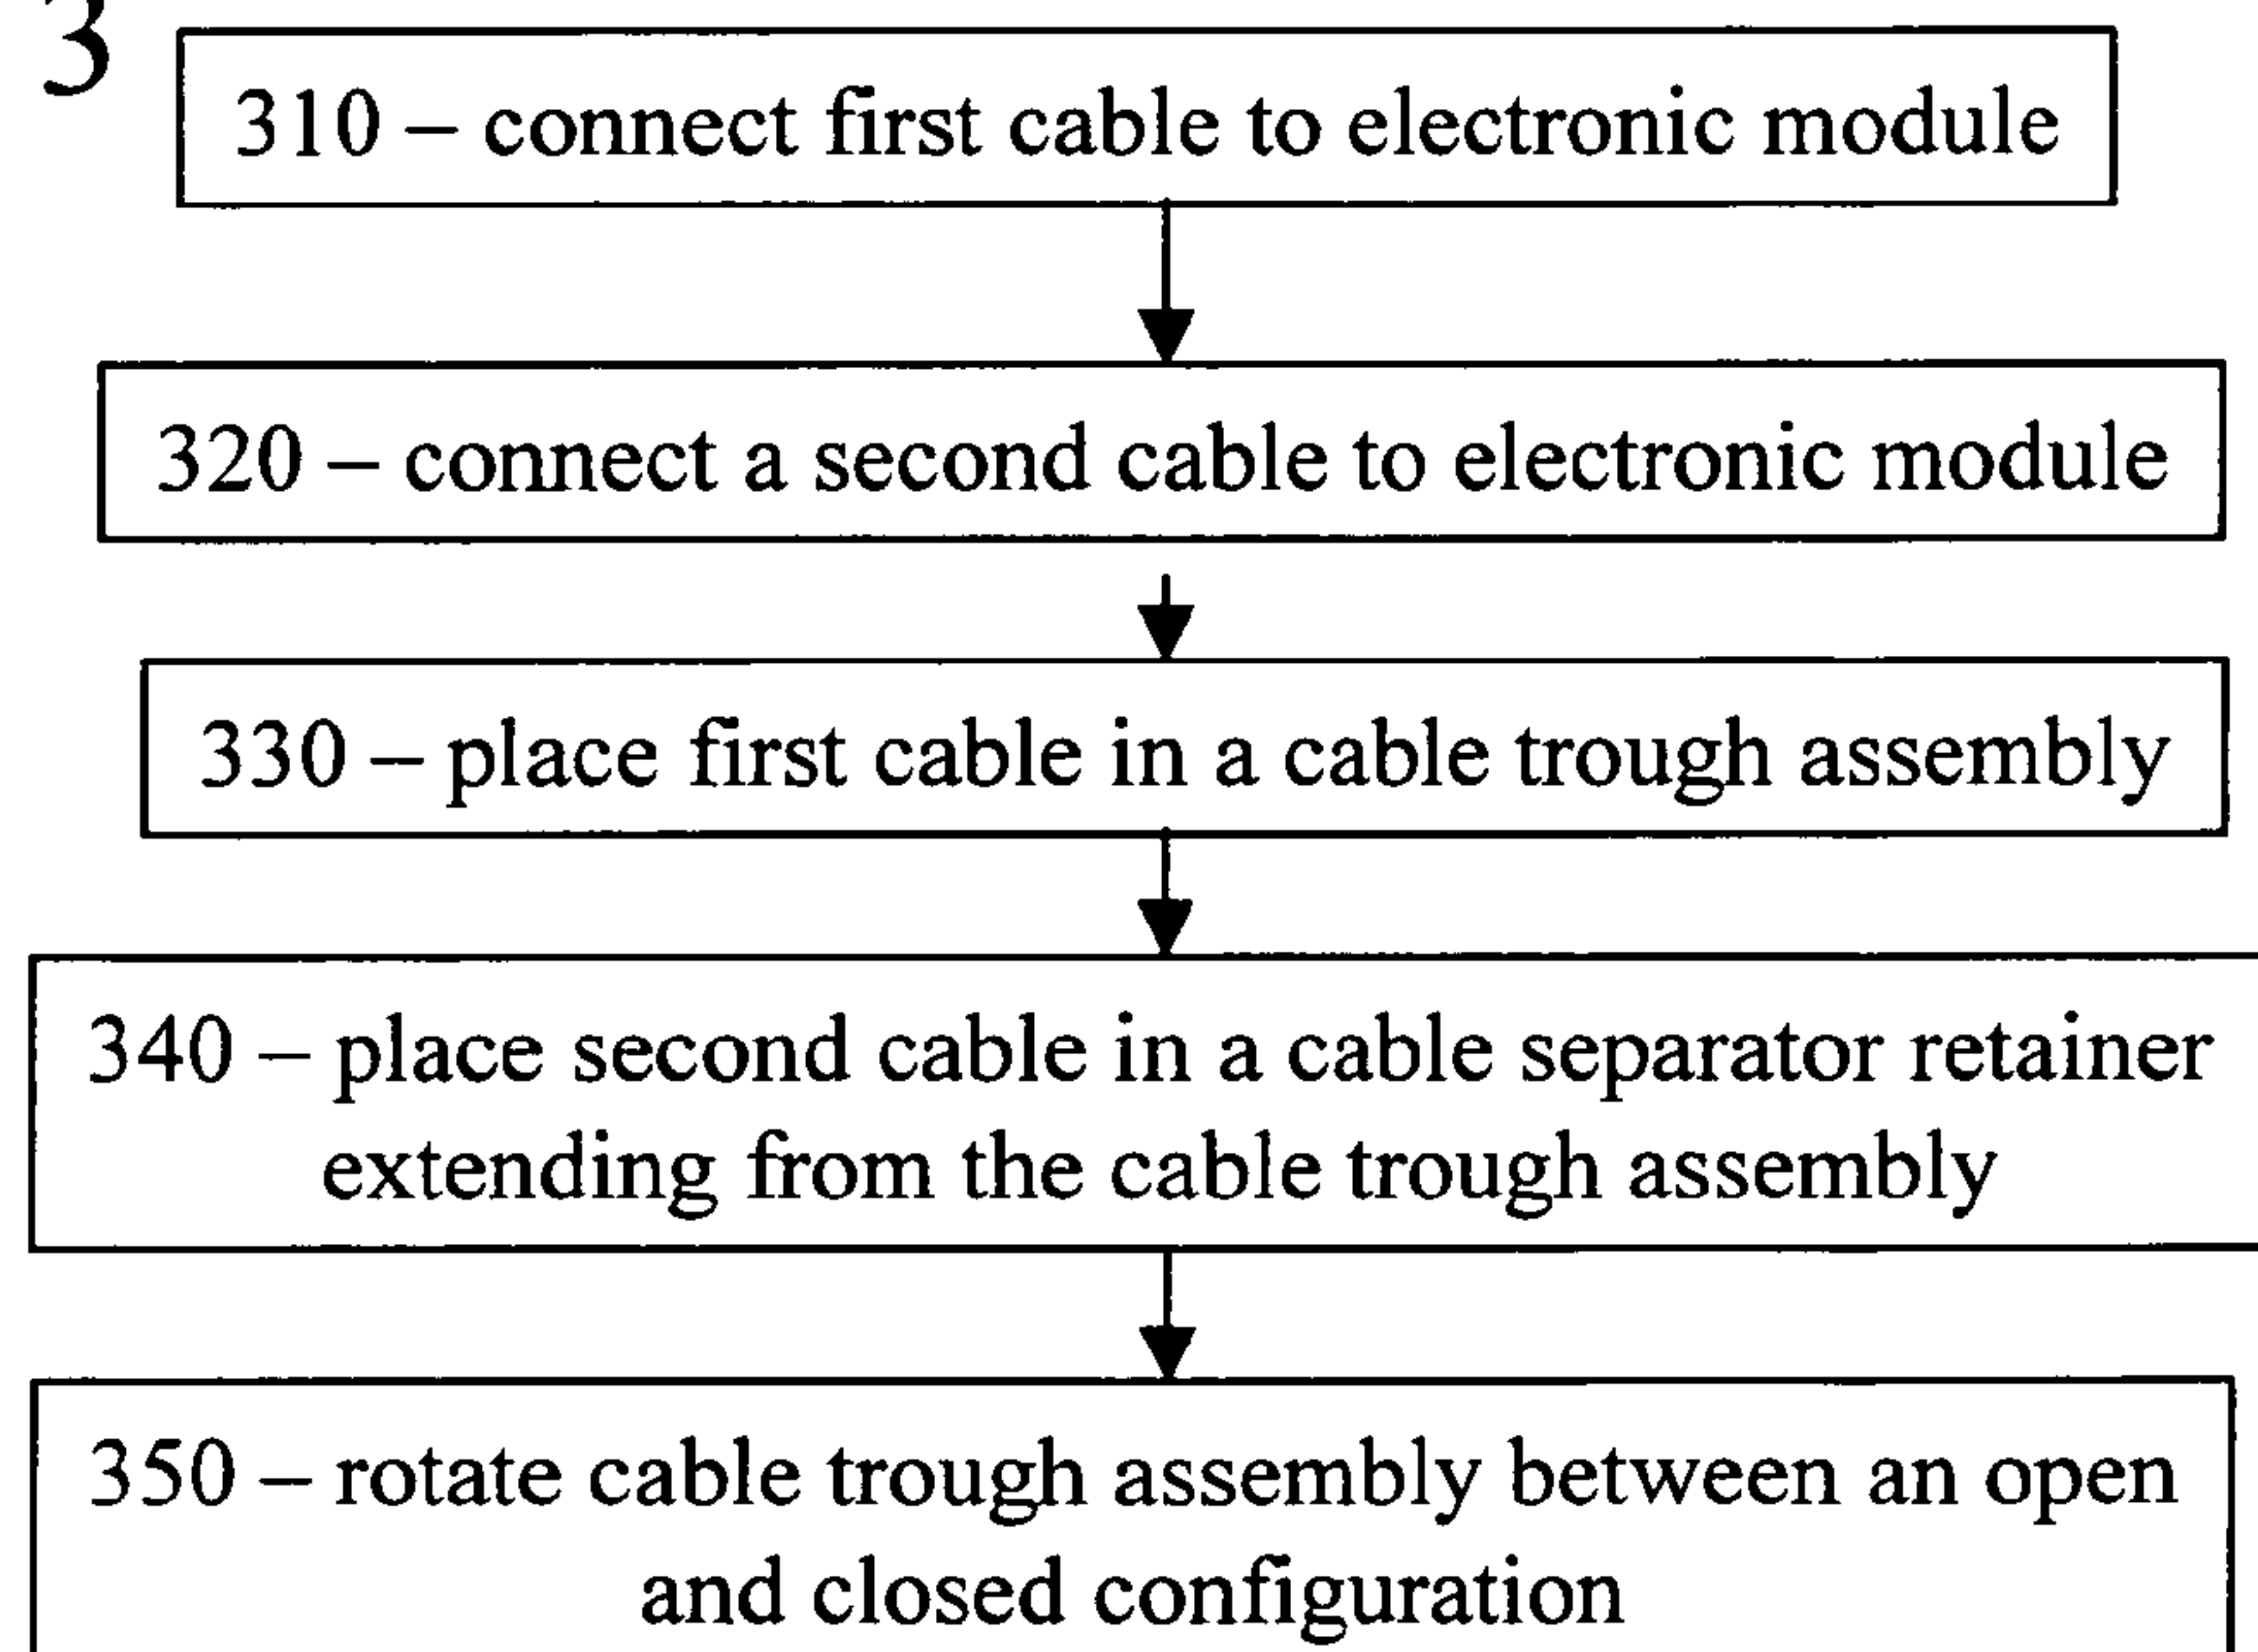 3
310 – connect first cable to electronic module
320 – connect a second cable to electronic module
330 – place first cable in a cable trough assembly
340 – place second cable in a cable separator retainer
extending from the cable trough assembly
350 – rotate cable trough assembly between an open
and closed configuration